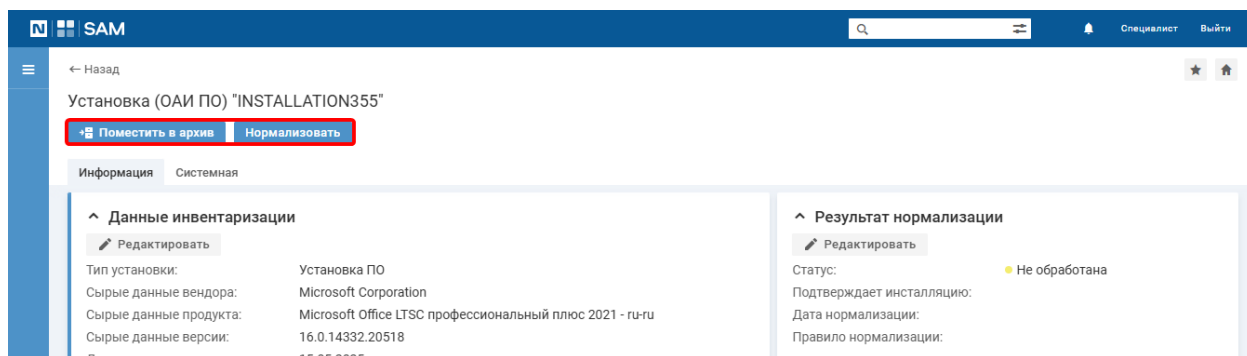 N SAM Специалист Выйти
← Назад
Установка (ОАИ ПО) "INSTALLATION355"
Поместить в архив Нормализовать
Информация Системная
Данные инвентаризации
Редактировать
Тип установки: Установка ПО
Сырые данные вендора: Microsoft Corporation
Сырые данные продукта: Microsoft Office LTSC профессиональный плюс 2021 - ru-ru
Сырые данные версии: 16.0.14332.20518
Результат нормализации
Редактировать
Статус: Не обработана
Подтверждает инсталляцию:
Дата нормализации:
Правило нормализации: